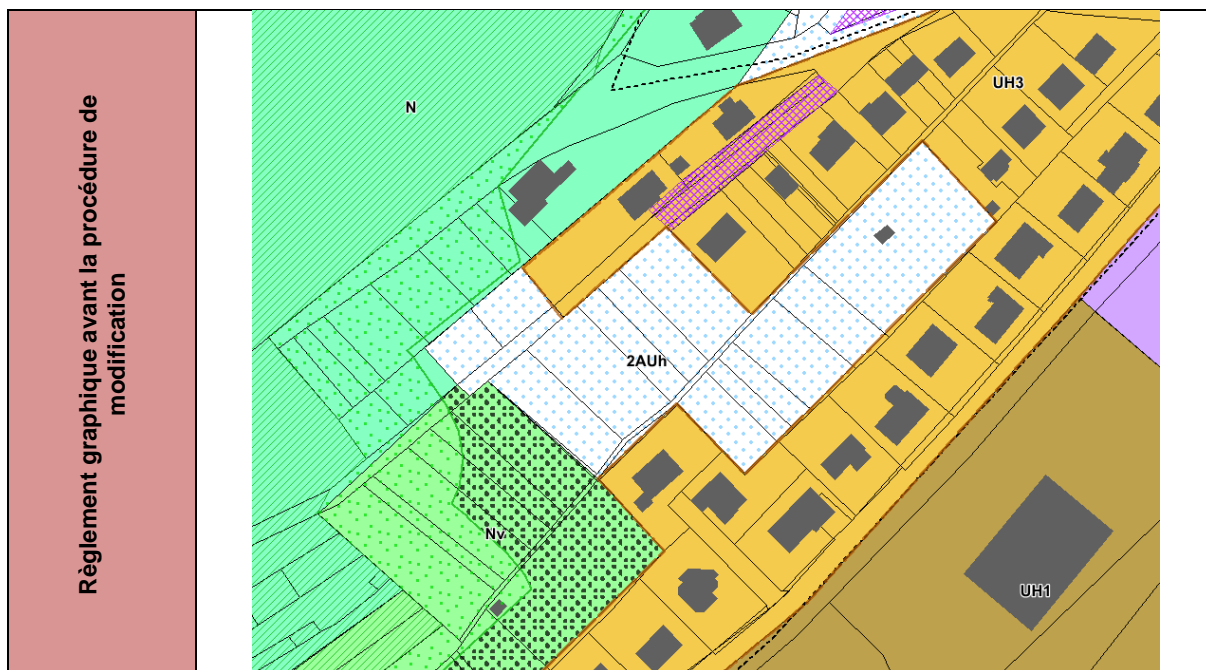 Règlement graphique avant la procédure de
modification
N
UH3
2AUh
Nv
UH1